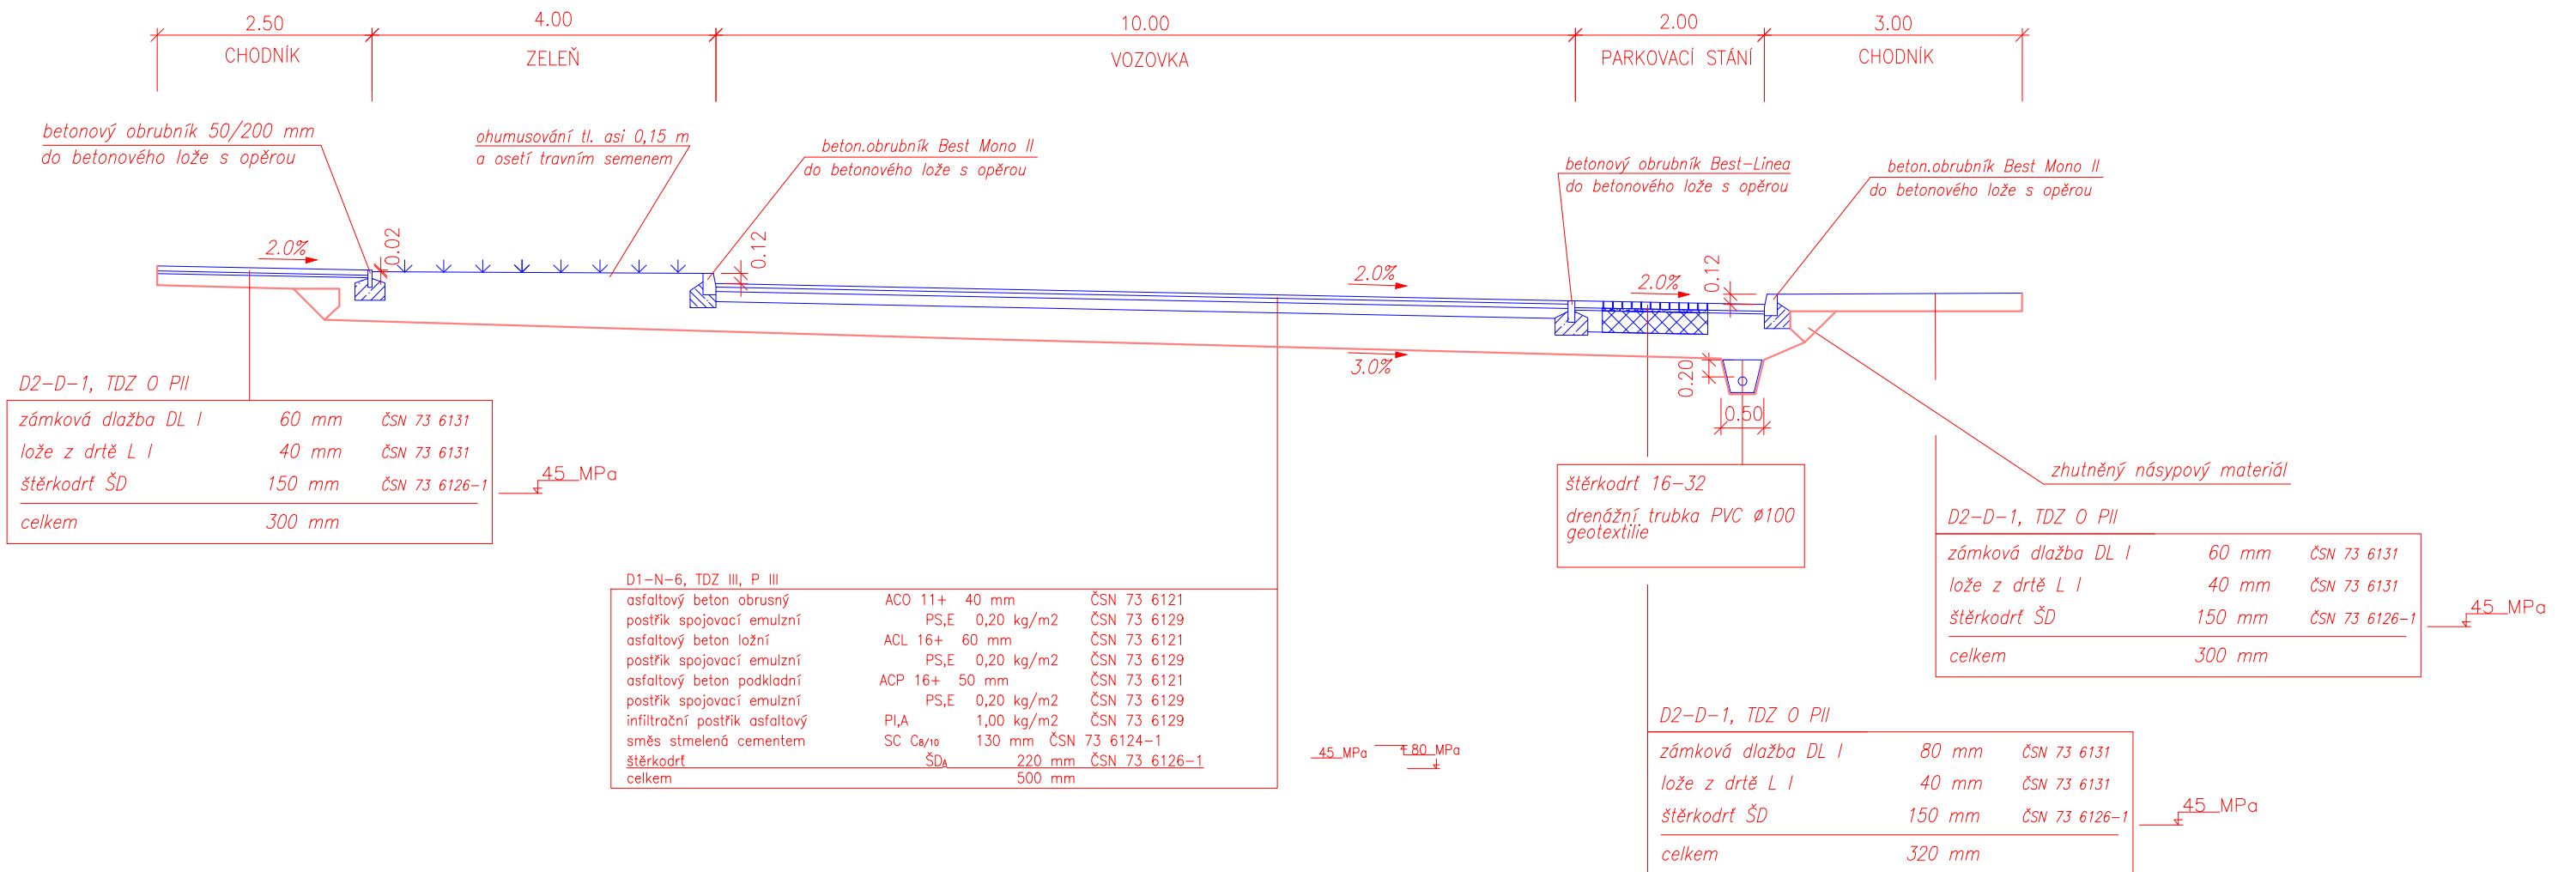 2.50
4.00
10.00
2.00
3.00
CHODNÍK
ZELEŇ
VOZOVKA
PARKOVACÍ STÁNÍ
CHODNÍK
betonový obrubník 50/200 mm
do betonového lože s opěrou
ohumusování tl. asi 0,15 m
a osetí travním semenem
beton.obrubník Best Mono II
do betonového lože s opěrou
betonový obrubník Best-Linea
do betonového lože s opěrou
beton.obrubník Best Mono II
do betonového lože s opěrou
2.0%
0.02
0.12
2.0%
2.0%
0.12
3.0%
0.20
0.50
D2-D-1, TDZ O PII
zámková dlažba DL I 60 mm ČSN 73 6131
lože z drtě L I 40 mm ČSN 73 6131
štěrkodrť ŠD 150 mm ČSN 73 6126-1
celkem 300 mm
45 MPa
štěrkodrť 16-32
drenážní trubka PVC ø100
geotextilie
zhutněný násypový materiál
D2-D-1, TDZ O PII
zámková dlažba DL I 60 mm ČSN 73 6131
lože z drtě L I 40 mm ČSN 73 6131
štěrkodrť ŠD 150 mm ČSN 73 6126-1
celkem 300 mm
45 MPa
D1-N-6, TDZ III, P III
asfaltový beton obrusný ACO 11+ 40 mm ČSN 73 6121
postřik spojovací emulzní PS,E 0,20 kg/m2 ČSN 73 6129
asfaltový beton ložní ACL 16+ 60 mm ČSN 73 6121
postřik spojovací emulzní PS,E 0,20 kg/m2 ČSN 73 6129
asfaltový beton podkladní ACP 16+ 50 mm ČSN 73 6121
postřik spojovací emulzní PS,E 0,20 kg/m2 ČSN 73 6129
infiltrační postřik asfaltový PI,A 1,00 kg/m2 ČSN 73 6129
směs stmelená cementem SC C8/10 130 mm ČSN 73 6124-1
štěrkodrť ŠDA 220 mm ČSN 73 6126-1
celkem 500 mm
45 MPa
80 MPa
D2-D-1, TDZ O PII
zámková dlažba DL I 80 mm ČSN 73 6131
lože z drtě L I 40 mm ČSN 73 6131
štěrkodrť ŠD 150 mm ČSN 73 6126-1
celkem 320 mm
45 MPa